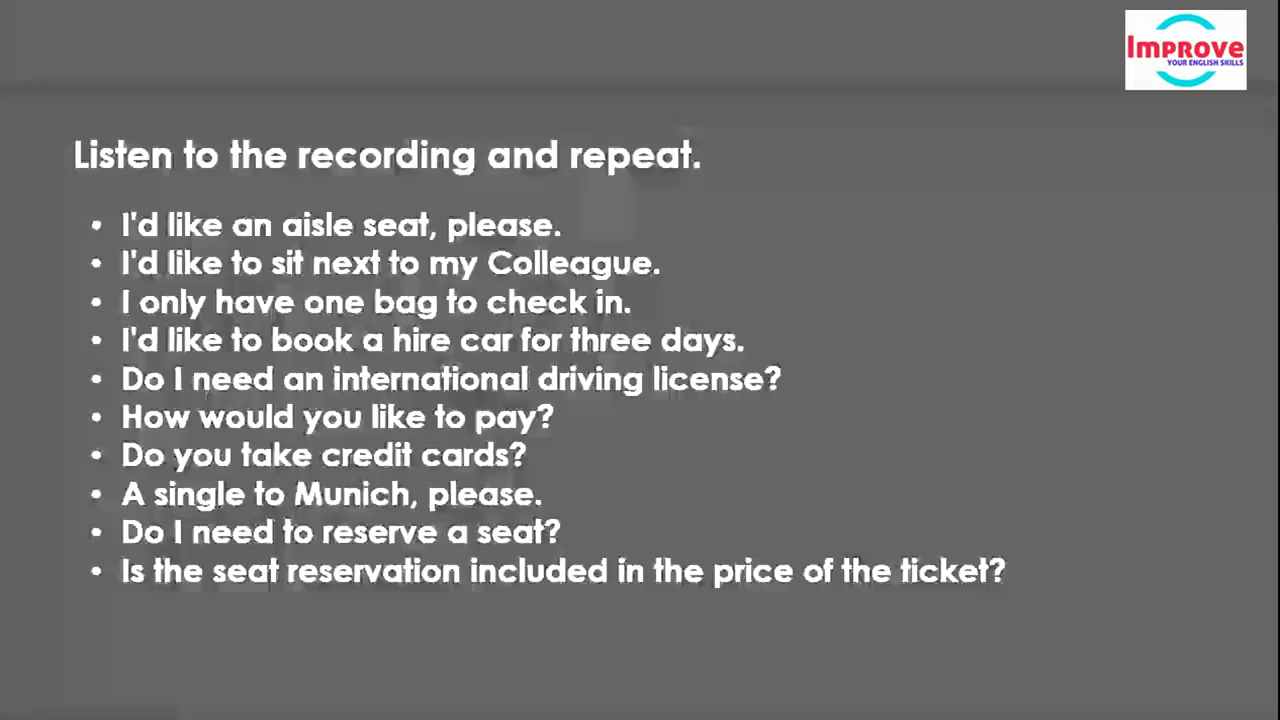 Improve
YOUR ENGLISH SKILLS
Listen to the recording and repeat.
• I'd like an aisle seat, please.
• I'd like to sit next to my Colleague.
• I only have one bag to check in.
• I'd like to book a hire car for three days.
• Do I need an international driving license?
• How would you like to pay?
• Do you take credit cards?
• A single to Munich, please.
• Do I need to reserve a seat?
• Is the seat reservation included in the price of the ticket?